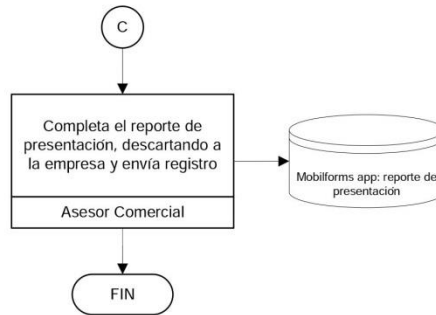 C
Completa el reporte de
presentación, descartando a
la empresa y envía registro
Asesor Comercial
Mobilforms app: reporte de
presentación
FIN